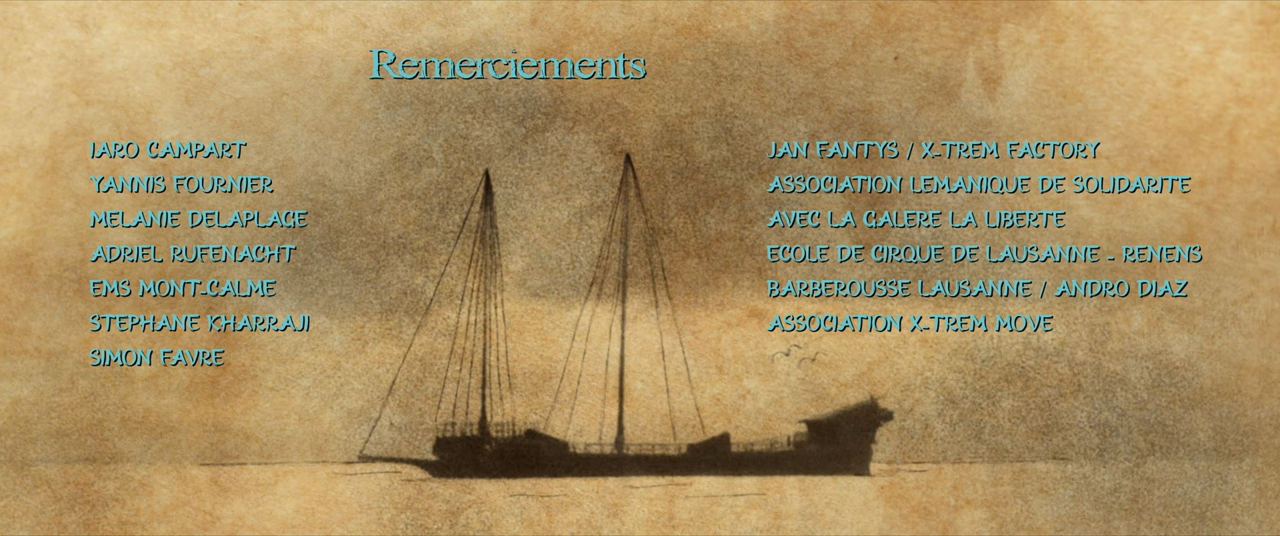 Remerciements
IARO CAMPART
YANNIS FOURNIER
MELANIE DELAPLAGE
ADRIEL RUFENACHT
EMS MONT-CALME
STEPHANE KHARRAJI
SIMON FAVRE
JAN FANTYS / X-TREM FACTORY
ASSOCIATION LEMANIQUE DE SOLIDARITE
AVEC LA GALERE LA LIBERTE
ECOLE DE CIRQUE DE LAUSANNE - RENENS
BARBEROUSSE LAUSANNE / ANDRO DIAZ
ASSOCIATION X-TREM MOVE